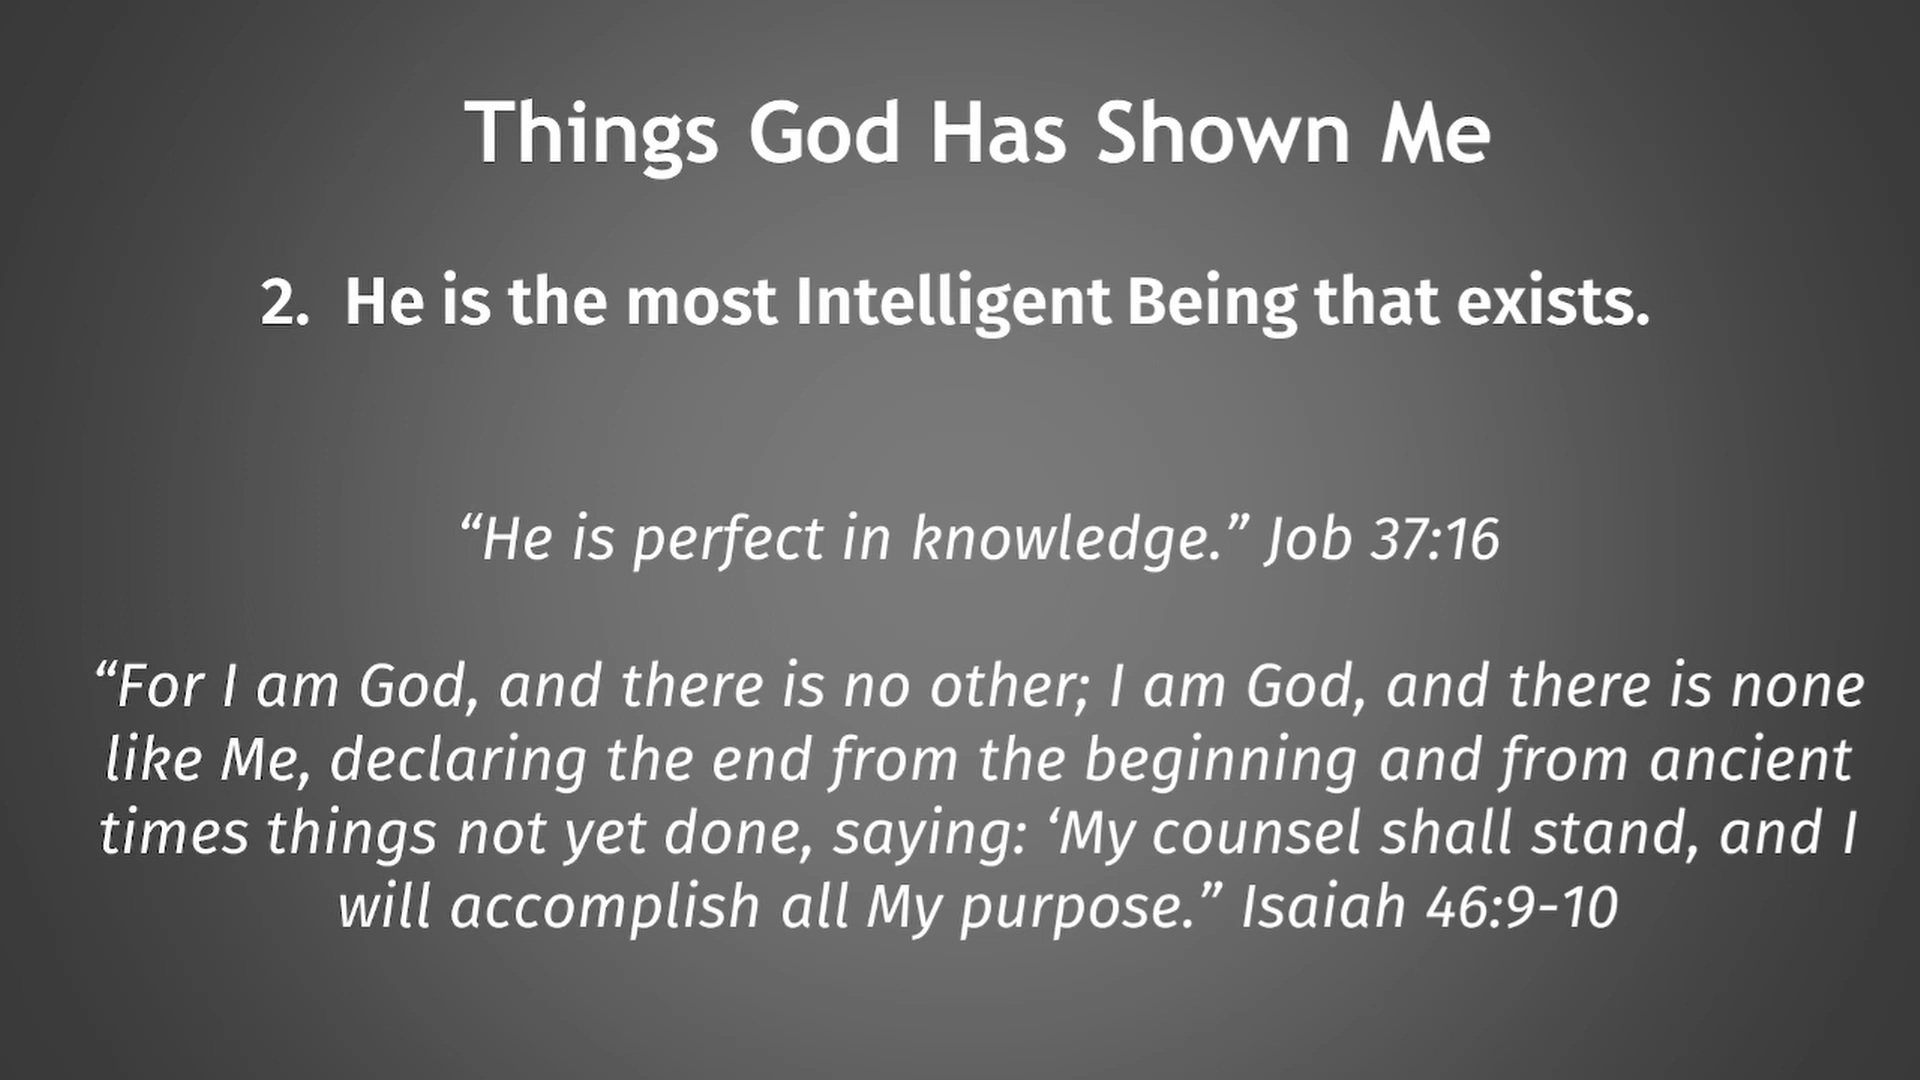 Things God Has Shown Me
2. He is the most Intelligent Being that exists.
“He is perfect in knowledge.” Job 37:16
“For I am God, and there is no other; I am God, and there is none
like Me, declaring the end from the beginning and from ancient
times things not yet done, saying: ‘My counsel shall stand, and I
will accomplish all My purpose.” Isaiah 46:9-10